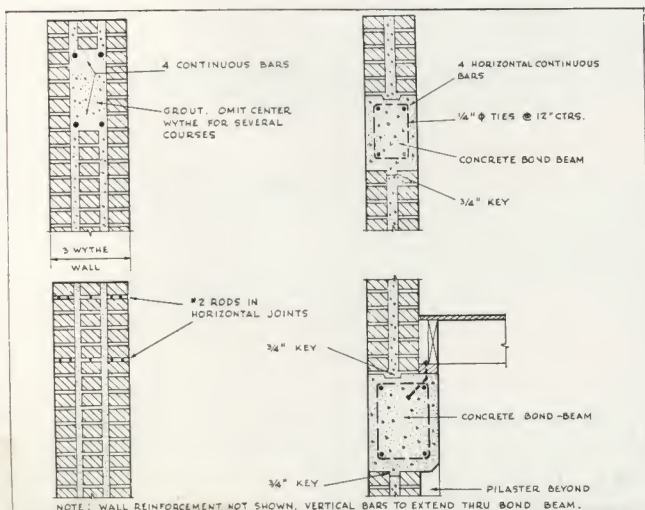 4 CONTINUOUS BARS
GROUT. OMIT CENTER
WYTHE FOR SEVERAL
COURSES
3 WYTHE
WALL
4 HORIZONTAL CONTINUOUS
BARS
1/4" Φ TIES @ 12" CTRS.
CONCRETE BOND BEAM
3/4" KEY
#2 RODS IN
HORIZONTAL JOINTS
3/4" KEY
CONCRETE BOND-BEAM
3/4" KEY
PILASTER BEYOND
NOTE: WALL REINFORCEMENT NOT SHOWN. VERTICAL BARS TO EXTEND THRU BOND BEAM.